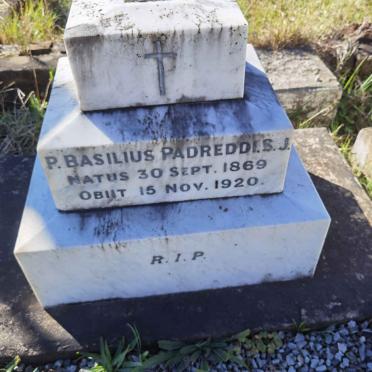 P. BASILIUS PADREDDI. S. J.
NATUS 30 SEPT. 1869
OBIIT 15 NOV. 1920.
R. I. P.